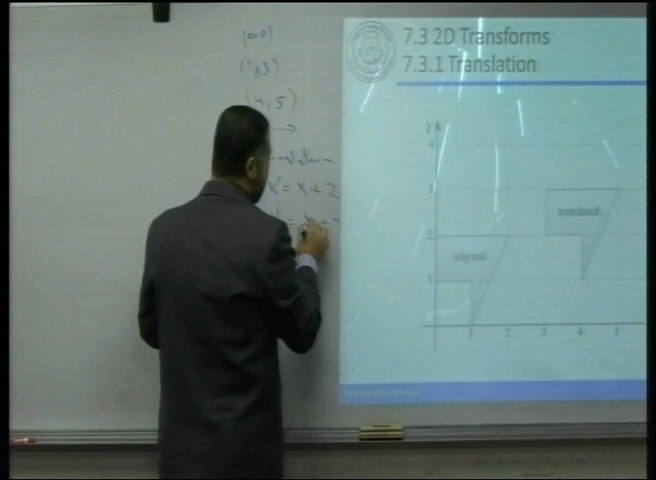 7.3 2D Transforms
7.3.1 Translation
(0,0)
(1,3)
(4,5)
x' = x + 2
Y
4
3
2
1
translated
original
1 2 3 4 5